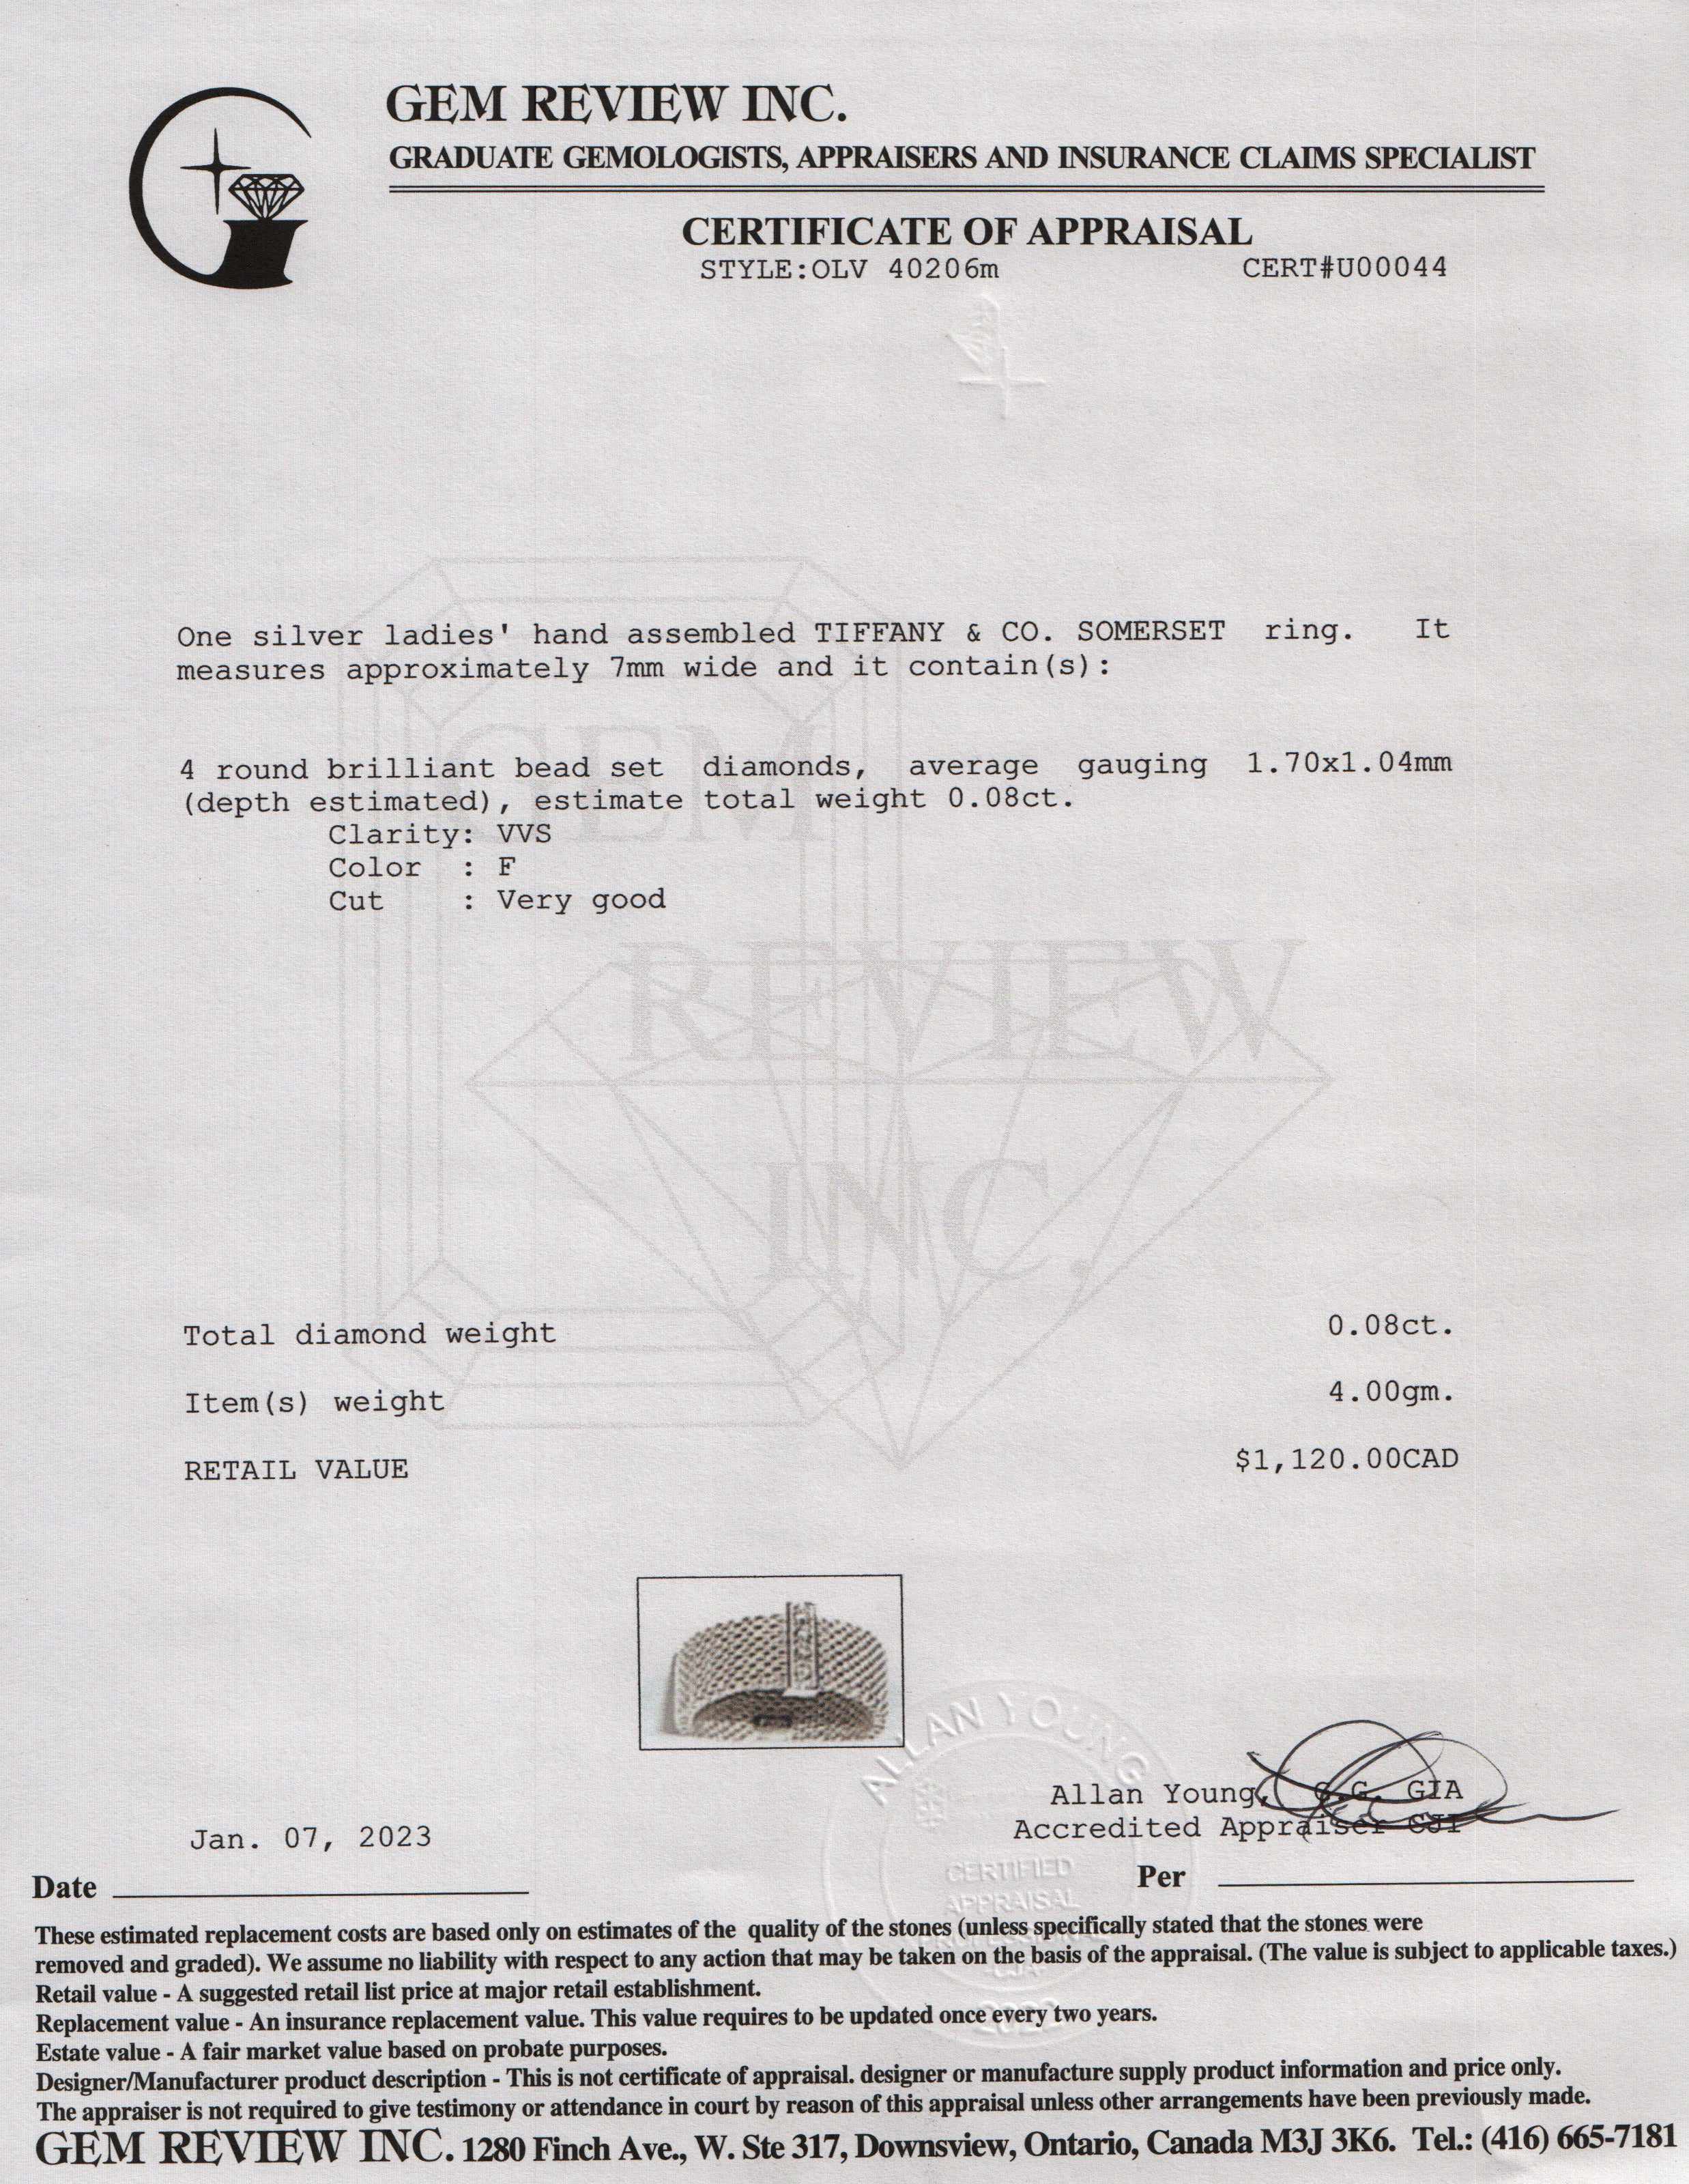 GEM REVIEW INC.
GRADUATE GEMOLOGISTS, APPRAISERS AND INSURANCE CLAIMS SPECIALIST
CERTIFICATE OF APPRAISAL
STYLE:OLV 40206m CERT#U00044
One silver ladies' hand assembled TIFFANY & CO. SOMERSET ring. It
measures approximately 7mm wide and it contain(s):
4 round brilliant bead set diamonds, average gauging 1.70x1.04mm
(depth estimated), estimate total weight 0.08ct.
Clarity: VVS
Color : F
Cut : Very good
GEM
REVIEW
INC.
Total diamond weight 0.08ct.
Item(s) weight 4.00gm.
RETAIL VALUE $1,120.00CAD
ALLAN YOUNG
CERTIFIED
APPRAISAL
PROFESSIONAL
Allan Young, G.G. GIA
Accredited Appraiser CJI
Jan. 07, 2023
Date Per
These estimated replacement costs are based only on estimates of the quality of the stones (unless specifically stated that the stones were
removed and graded). We assume no liability with respect to any action that may be taken on the basis of the appraisal. (The value is subject to applicable taxes.)
Retail value - A suggested retail list price at major retail establishment.
Replacement value - An insurance replacement value. This value requires to be updated once every two years.
Estate value - A fair market value based on probate purposes.
Designer/Manufacturer product description - This is not certificate of appraisal. designer or manufacture supply product information and price only.
The appraiser is not required to give testimony or attendance in court by reason of this appraisal unless other arrangements have been previously made.
GEM REVIEW INC. 1280 Finch Ave., W. Ste 317, Downsview, Ontario, Canada M3J 3K6. Tel.: (416) 665-7181